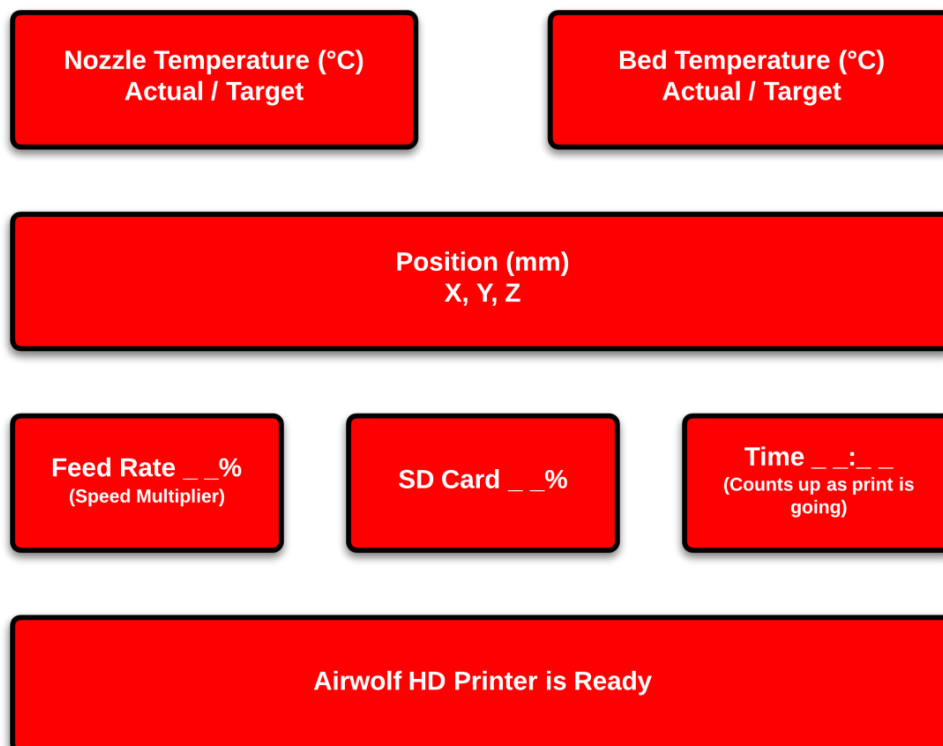 Nozzle Temperature (°C)
Actual / Target
Bed Temperature (°C)
Actual / Target
Position (mm)
X, Y, Z
Feed Rate _ _%
(Speed Multiplier)
SD Card _ _%
Time _ _:_ _
(Counts up as print is
going)
Airwolf HD Printer is Ready